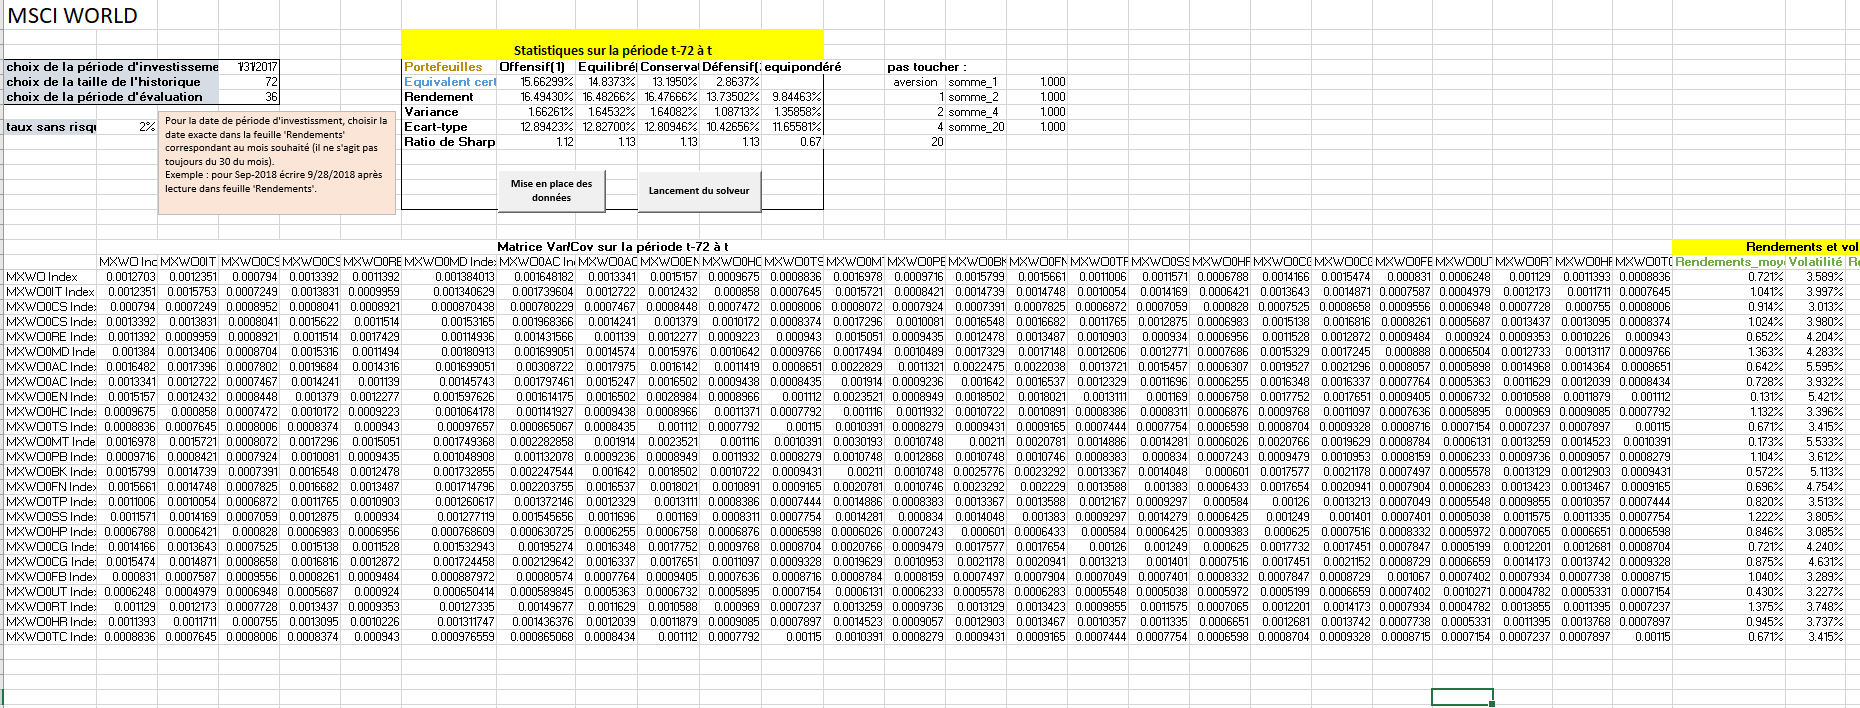 MSCI WORLD
Statistiques sur la période t-72 à t
choix de la période d'investisseme 1/31/2017 Portefeuilles Offensif(1) Equilibré Conserva Défensif( equipondéré pas toucher :
choix de la taille de l'historique 72 Equivalent cert 15.66299% 14.8373% 13.1950% 2.8637% aversion somme_1 1.000
choix de la période d'évaluation 36 Rendement 16.49430% 16.48266% 16.47666% 13.73502% 9.84463% 1 somme_2 1.000
Variance 1.66261% 1.64532% 1.64082% 1.08713% 1.35858% 2 somme_4 1.000
taux sans risqu 2% Ecart-type 12.89423% 12.82700% 12.80946% 10.42656% 11.65581% 4 somme_20 1.000
Ratio de Sharp 1.12 1.13 1.13 1.13 0.67 20
Pour la date de période d'investissment, choisir la
date exacte dans la feuille 'Rendements'
correspondant au mois souhaité (il ne s'agit pas
toujours du 30 du mois).
Exemple : pour Sep-2018 écrire 9/28/2018 après
lecture dans feuille 'Rendements'.
Mise en place des
données
Lancement du solveur
Matrice Var/Cov sur la période t-72 à t Rendements et vol
MXWO Inc MXWO0IT MXWO0CS MXWO0CS MXWO0RE MXWO0MD Index MXWO0AC In MXWO0AC MXWO0EN MXWO0HC MXWO0TS MXWO0M MXWO0PE MXWO0BK MXWO0FN MXWO0TF MXWO0SS MXWO0HF MXWO0CC MXWO0CC MXWO0FE MXWO0U MXWO0R MXWO0HF MXWO0TC Rendements_moy Volatilité Re
MXWO Index 0.0012703 0.0012351 0.000794 0.0013392 0.0011392 0.001384013 0.001648182 0.0013341 0.0015157 0.0009675 0.0008836 0.0016978 0.0009716 0.0015799 0.0015661 0.0011006 0.0011571 0.0006788 0.0014166 0.0015474 0.000831 0.0006248 0.001129 0.0011393 0.0008836 0.721% 3.589%
MXWO0IT Index 0.0012351 0.0015753 0.0007249 0.0013831 0.0009959 0.001340629 0.001739604 0.0012722 0.0012432 0.000858 0.0007645 0.0015721 0.0008421 0.0014739 0.0014748 0.0010054 0.0014169 0.0006421 0.0013643 0.0014871 0.0007587 0.0004979 0.0012173 0.0011711 0.0007645 1.041% 3.997%
MXWO0CS Index 0.000794 0.0007249 0.0008952 0.0008041 0.0008921 0.000870438 0.000780229 0.0007467 0.0008448 0.0007472 0.0008006 0.0008072 0.0007924 0.0007391 0.0007825 0.0006872 0.0007059 0.000828 0.0007525 0.0008658 0.0009556 0.0006948 0.0007728 0.000755 0.0008006 0.914% 3.013%
MXWO0CS Index 0.0013392 0.0013831 0.0008041 0.0015622 0.0011514 0.00153165 0.001968366 0.0014241 0.001379 0.0010172 0.0008374 0.0017296 0.0010081 0.0016548 0.0016682 0.0011765 0.0012875 0.0006983 0.0015138 0.0016816 0.0008261 0.0005687 0.0013437 0.0013095 0.0008374 1.024% 3.980%
MXWO0RE Index 0.0011392 0.0009959 0.0008921 0.0011514 0.0017429 0.00114936 0.001431566 0.001139 0.0012277 0.0009223 0.000943 0.0015051 0.0009435 0.0012478 0.0013487 0.0010903 0.000934 0.0006956 0.0011528 0.0012872 0.0009484 0.000924 0.0009353 0.0010226 0.000943 0.652% 4.204%
MXWO0MD Inde 0.001384 0.0013406 0.0008704 0.0015316 0.0011494 0.00180913 0.001699051 0.0014574 0.0015976 0.0010642 0.0009766 0.0017494 0.0010489 0.0017329 0.0017148 0.0012606 0.0012771 0.0007686 0.0015329 0.0017245 0.000888 0.0006504 0.0012733 0.0013117 0.0009766 1.363% 4.283%
MXWO0AC Index 0.0016482 0.0017396 0.0007802 0.0019684 0.0014316 0.001699051 0.00308722 0.0017975 0.0016142 0.0011419 0.0008651 0.0022829 0.0011321 0.0022475 0.0022038 0.0013721 0.0015457 0.0006307 0.0019527 0.0021296 0.0008057 0.0005898 0.0014968 0.0014364 0.0008651 0.642% 5.595%
MXWO0AC Index 0.0013341 0.0012722 0.0007467 0.0014241 0.001139 0.00145743 0.001797461 0.0015247 0.0016502 0.0009438 0.0008435 0.001914 0.0009236 0.001642 0.0016537 0.0012329 0.0011696 0.0006255 0.0016348 0.0016337 0.0007764 0.0005363 0.0011629 0.0012039 0.0008434 0.728% 3.932%
MXWO0EN Index 0.0015157 0.0012432 0.0008448 0.001379 0.0012277 0.001597626 0.001614175 0.0016502 0.0028984 0.0008966 0.001112 0.0023521 0.0008949 0.0018502 0.0018021 0.0013111 0.001169 0.0006758 0.0017752 0.0017651 0.0009405 0.0006732 0.0010588 0.0011879 0.001112 0.131% 5.421%
MXWO0HC Index 0.0009675 0.000858 0.0007472 0.0010172 0.0009223 0.001064178 0.001141927 0.0009438 0.0008966 0.0011371 0.0007792 0.001116 0.0011932 0.0010722 0.0010891 0.0008386 0.0008311 0.0006876 0.0009768 0.0011097 0.0007636 0.0005895 0.000969 0.0009085 0.0007792 1.132% 3.396%
MXWO0TS Index 0.0008836 0.0007645 0.0008006 0.0008374 0.000943 0.00097657 0.000865067 0.0008435 0.001112 0.0007792 0.00115 0.0010391 0.0008279 0.0009431 0.0009165 0.0007444 0.0007754 0.0006598 0.0008704 0.0009328 0.0008716 0.0007154 0.0007237 0.0007897 0.00115 0.671% 3.415%
MXWO0MT Inde 0.0016978 0.0015721 0.0008072 0.0017296 0.0015051 0.001749368 0.002282858 0.001914 0.0023521 0.001116 0.0010391 0.0030193 0.0010748 0.00211 0.0020781 0.0014886 0.0014281 0.0006026 0.0020766 0.0019629 0.0008784 0.0006131 0.0013259 0.0014523 0.0010391 0.173% 5.533%
MXWO0PB Index 0.0009716 0.0008421 0.0007924 0.0010081 0.0009435 0.001048908 0.001132078 0.0009236 0.0008949 0.0011932 0.0008279 0.0010748 0.0012868 0.0010748 0.0010746 0.0008383 0.000834 0.0007243 0.0009479 0.0010953 0.0008159 0.0006233 0.0009736 0.0009057 0.0008279 1.104% 3.612%
MXWO0BK Index 0.0015799 0.0014739 0.0007391 0.0016548 0.0012478 0.001732855 0.002247544 0.001642 0.0018502 0.0010722 0.0009431 0.00211 0.0010748 0.0025776 0.0023292 0.0013367 0.0014048 0.000601 0.0017577 0.0021178 0.0007497 0.0005578 0.0013129 0.0012903 0.0009431 0.572% 5.113%
MXWO0FN Index 0.0015661 0.0014748 0.0007825 0.0016682 0.0013487 0.001714796 0.002203755 0.0016537 0.0018021 0.0010891 0.0009165 0.0020781 0.0010746 0.0023292 0.002229 0.0013588 0.001383 0.0006433 0.0017654 0.0020941 0.0007904 0.0006283 0.0013423 0.0013467 0.0009165 0.696% 4.754%
MXWO0TP Index 0.0011006 0.0010054 0.0006872 0.0011765 0.0010903 0.001260617 0.001372146 0.0012329 0.0013111 0.0008386 0.0007444 0.0014886 0.0008383 0.0013367 0.0013588 0.0012167 0.0009297 0.000584 0.00126 0.0013213 0.0007049 0.0005548 0.0009855 0.0010357 0.0007444 0.820% 3.513%
MXWO0SS Index 0.0011571 0.0014169 0.0007059 0.0012875 0.000934 0.00127719 0.001545656 0.0011696 0.001169 0.0008311 0.0007754 0.0014281 0.000834 0.0014048 0.001383 0.0009297 0.0014279 0.0006425 0.001249 0.001401 0.0007401 0.0005038 0.0011575 0.0011335 0.0007754 1.222% 3.805%
MXWO0HP Index 0.0006788 0.0006421 0.000828 0.0006983 0.0006956 0.000768609 0.000630725 0.0006255 0.0006758 0.0006876 0.0006598 0.0006026 0.0007243 0.000601 0.0006433 0.000584 0.0006425 0.0009383 0.000625 0.0007516 0.0008332 0.0005972 0.0007065 0.0006651 0.0006598 0.846% 3.085%
MXWO0CG Index 0.0014166 0.0013643 0.0007525 0.0015138 0.0011528 0.001532943 0.00195274 0.0016348 0.0017752 0.0009768 0.0008704 0.0020766 0.0009479 0.0017577 0.0017654 0.00126 0.001249 0.000625 0.0017732 0.0017451 0.0007847 0.0005199 0.0012201 0.0012681 0.0008704 0.721% 4.240%
MXWO0CG Index 0.0015474 0.0014871 0.0008658 0.0016816 0.0012872 0.001724458 0.002129642 0.0016337 0.0017651 0.0011097 0.0009328 0.0019629 0.0010953 0.0021178 0.0020941 0.0013213 0.001401 0.0007516 0.0017451 0.0021152 0.0008729 0.0006659 0.0014173 0.0013742 0.0009328 0.875% 4.631%
MXWO0FB Index 0.000831 0.0007587 0.0009556 0.0008261 0.0009484 0.000887972 0.00080574 0.0007764 0.0009405 0.0007636 0.0008716 0.0008784 0.0008159 0.0007497 0.0007904 0.0007049 0.0007401 0.0008332 0.0007847 0.0008729 0.001067 0.0007402 0.0007934 0.0007738 0.0008715 1.040% 3.289%
MXWO0UT Index 0.0006248 0.0004979 0.0006948 0.0005687 0.000924 0.000650414 0.000589845 0.0005363 0.0006732 0.0005895 0.0007154 0.0006131 0.0006233 0.0005578 0.0006283 0.0005548 0.0005038 0.0005972 0.0005199 0.0006659 0.0007402 0.0010271 0.0004782 0.0005331 0.0007154 0.430% 3.227%
MXWO0RT Index 0.001129 0.0012173 0.0007728 0.0013437 0.0009353 0.00127335 0.00149677 0.0011629 0.0010588 0.000969 0.0007237 0.0013259 0.0009736 0.0013129 0.0013423 0.0009855 0.0011575 0.0007065 0.0012201 0.0014173 0.0007934 0.0004782 0.0013855 0.0011395 0.0007237 1.375% 3.748%
MXWO0HR Index 0.0011393 0.0011711 0.000755 0.0013095 0.0010226 0.001311747 0.001436376 0.0012039 0.0011879 0.0009085 0.0007897 0.0014523 0.0009057 0.0012903 0.0013467 0.0010357 0.0011335 0.0006651 0.0012681 0.0013742 0.0007738 0.0005331 0.0011395 0.0013768 0.0007897 0.945% 3.737%
MXWO0TC Index 0.0008836 0.0007645 0.0008006 0.0008374 0.000943 0.000976559 0.000865068 0.0008434 0.001112 0.0007792 0.00115 0.0010391 0.0008279 0.0009431 0.0009165 0.0007444 0.0007754 0.0006598 0.0008704 0.0009328 0.0008715 0.0007154 0.0007237 0.0007897 0.00115 0.671% 3.415%